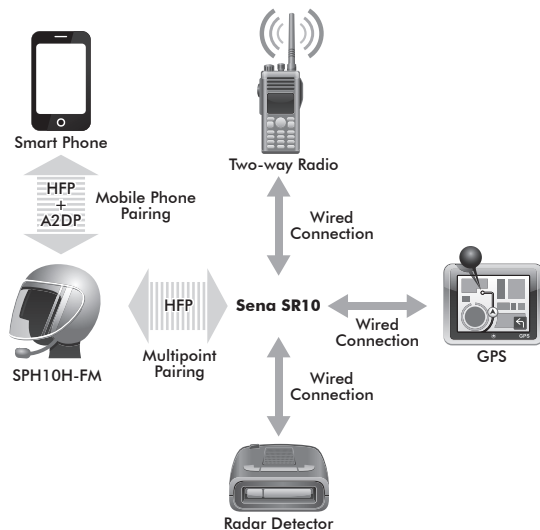 Smart Phone
Two-way Radio
HFP
+
A2DP
Mobile Phone
Pairing
Wired
Connection
HFP
Sena SR10
Wired
Connection
GPS
GPS
SPH10H-FM
Multipoint
Pairing
Wired
Connection
Radar Detector